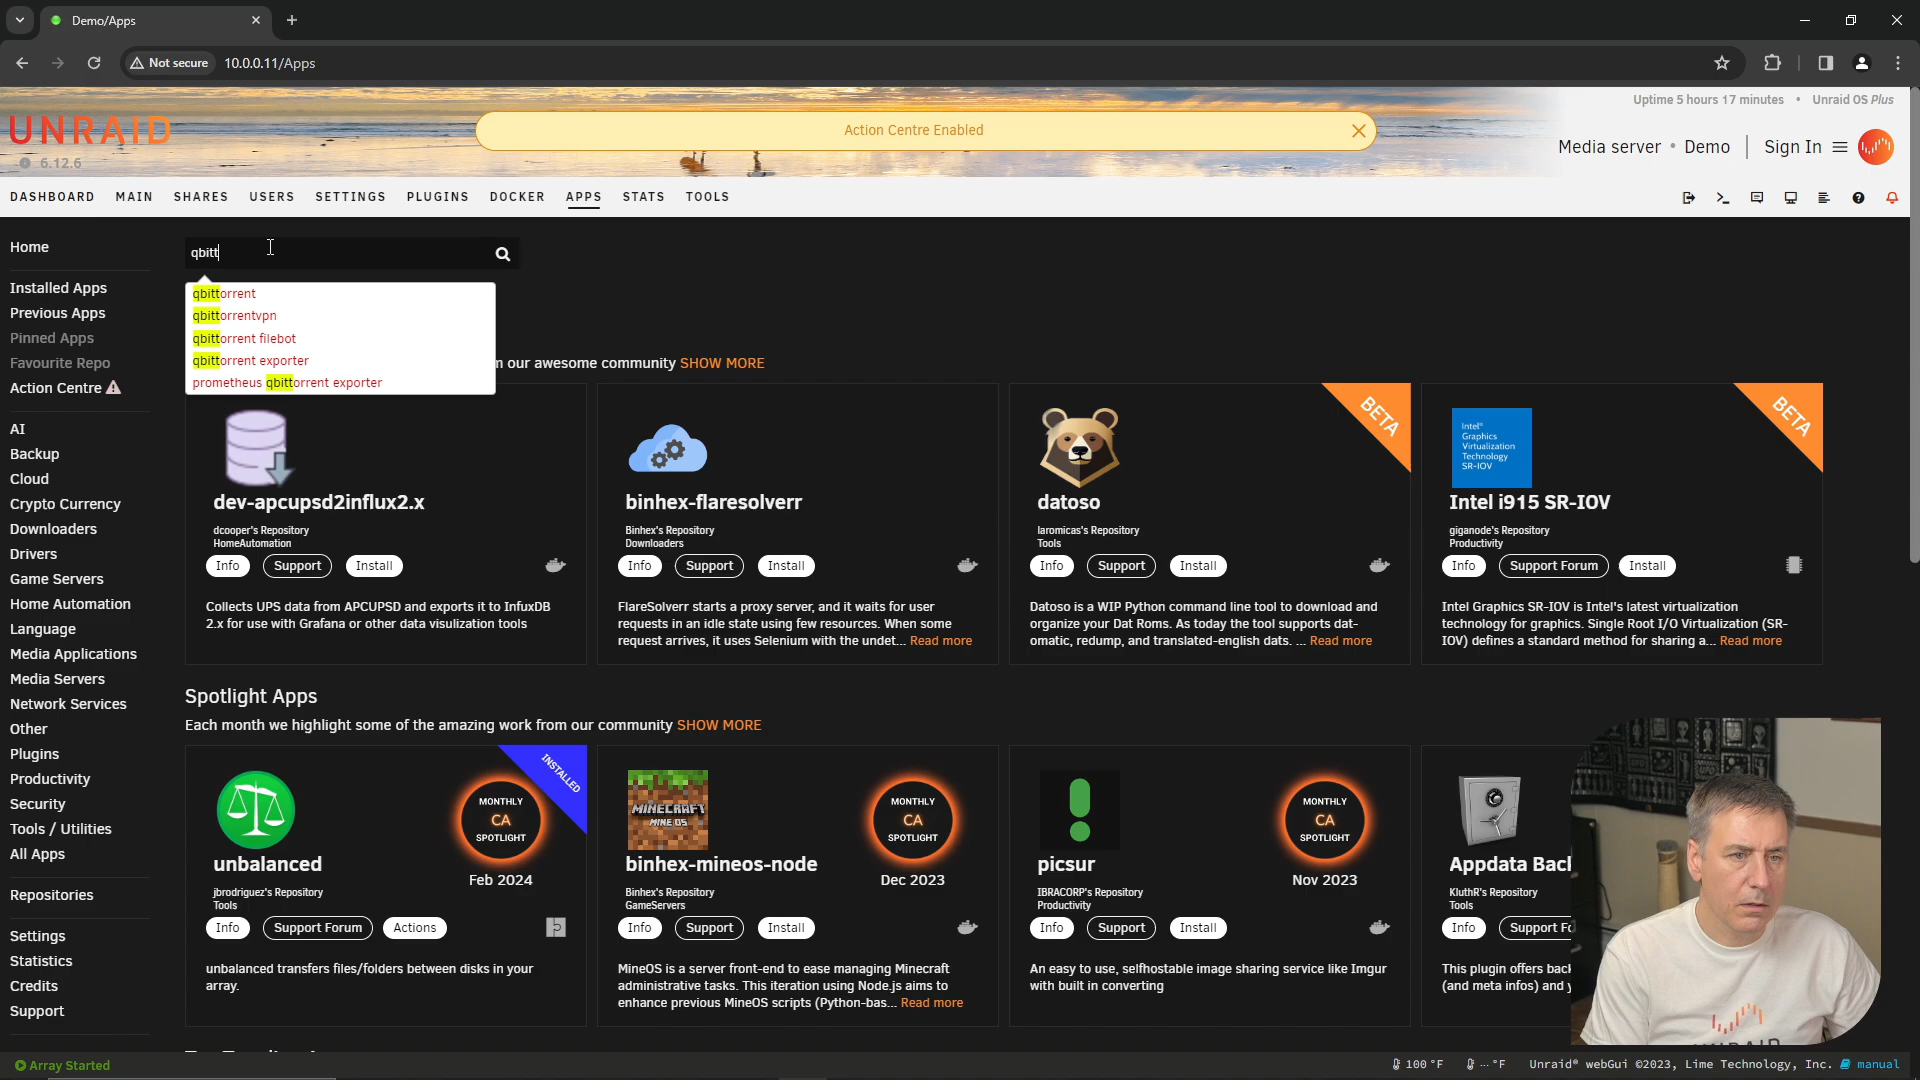 Demo/Apps
Not secure
10.0.0.11/Apps
UNRAID
6.12.6
Action Centre Enabled
Uptime 5 hours 17 minutes • Unraid OS Plus
Media server • Demo
Sign In
DASHBOARD MAIN SHARES USERS SETTINGS PLUGINS DOCKER APPS STATS TOOLS
Home
Installed Apps
Previous Apps
Pinned Apps
Favourite Repo
Action Centre
AI
Backup
Cloud
Crypto Currency
Downloaders
Drivers
Game Servers
Home Automation
Language
Media Applications
Media Servers
Network Services
Other
Plugins
Productivity
Security
Tools / Utilities
All Apps
Repositories
Settings
Statistics
Credits
Support
qbitt
qbittorrent
qbittorrentvpn
qbittorrent filebot
qbittorrent exporter
prometheus qbittorrent exporter
our awesome community SHOW MORE
dev-apcupsd2influx2.x
dcooper's Repository
HomeAutomation
Info Support Install
Collects UPS data from APCUPSD and exports it to InfuxDB
2.x for use with Grafana or other data visulization tools
binhex-flaresolverr
Binhex's Repository
Downloaders
Info Support Install
FlareSolverr starts a proxy server, and it waits for user
requests in an idle state using few resources. When some
request arrives, it uses Selenium with the undet... Read more
BETA
datoso
laromicas's Repository
Tools
Info Support Install
Datoso is a WIP Python command line tool to download and
organize your Dat Roms. As today the tool supports dat-
omatic, redump, and translated-english dats. ... Read more
BETA
Intel®
Graphics
Virtualization
Technology
SR-IOV
Intel i915 SR-IOV
giganode's Repository
Productivity
Info Support Forum Install
Intel Graphics SR-IOV is Intel's latest virtualization
technology for graphics. Single Root I/O Virtualization (SR-
IOV) defines a standard method for sharing a... Read more
Spotlight Apps
Each month we highlight some of the amazing work from our community SHOW MORE
INSTALLED
MONTHLY
CA
SPOTLIGHT
Feb 2024
unbalanced
jbrodriguez's Repository
Tools
Info Support Forum Actions
unbalanced transfers files/folders between disks in your
array.
MINECRAFT
MINE OS
MONTHLY
CA
SPOTLIGHT
Dec 2023
binhex-mineos-node
Binhex's Repository
GameServers
Info Support Install
MineOS is a server front-end to ease managing Minecraft
administrative tasks. This iteration using Node.js aims to
enhance previous MineOS scripts (Python-bas... Read more
MONTHLY
CA
SPOTLIGHT
Nov 2023
picsur
IBRACORP's Repository
Productivity
Info Support Install
An easy to use, selfhostable image sharing service like Imgur
with built in converting
Appdata Bac
KluthR's Repository
Tools
Info Support Fo
This plugin offers bac
(and meta infos) and
Array Started
100 °F
-- °F
Unraid® webGui ©2023, Lime Technology, Inc. manual